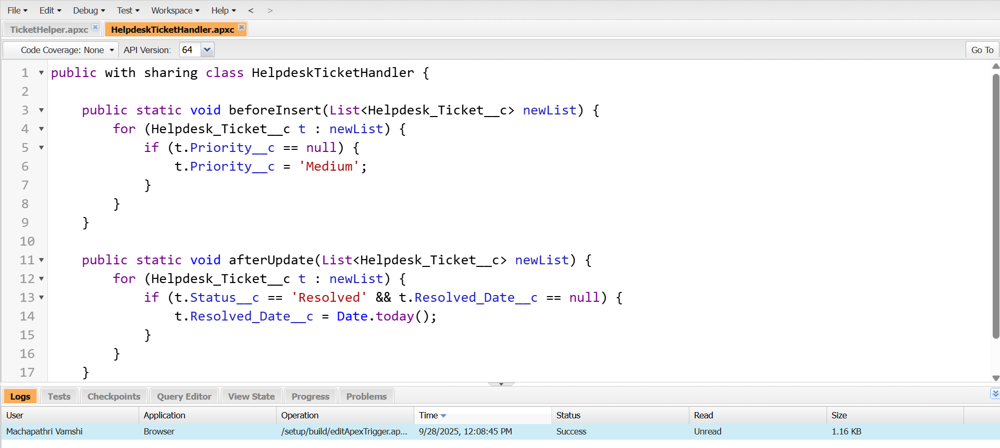 File Edit Debug Test Workspace Help < >
TicketHelper.apxc HelpdeskTicketHandler.apxc
Code Coverage: None API Version: 64 Go To
1 public with sharing class HelpdeskTicketHandler {
2
3 public static void beforeInsert(List<Helpdesk_Ticket__c> newList) {
4 for (Helpdesk_Ticket__c t : newList) {
5 if (t.Priority__c == null) {
6 t.Priority__c = 'Medium';
7 }
8 }
9 }
10
11 public static void afterUpdate(List<Helpdesk_Ticket__c> newList) {
12 for (Helpdesk_Ticket__c t : newList) {
13 if (t.Status__c == 'Resolved' && t.Resolved_Date__c == null) {
14 t.Resolved_Date__c = Date.today();
15 }
16 }
17 }
Logs Tests Checkpoints Query Editor View State Progress Problems
User Application Operation Time Status Read Size
Machapathri Vamshi Browser /setup/build/editApexTrigger.ap... 9/28/2025, 12:08:45 PM Success Unread 1.16 KB